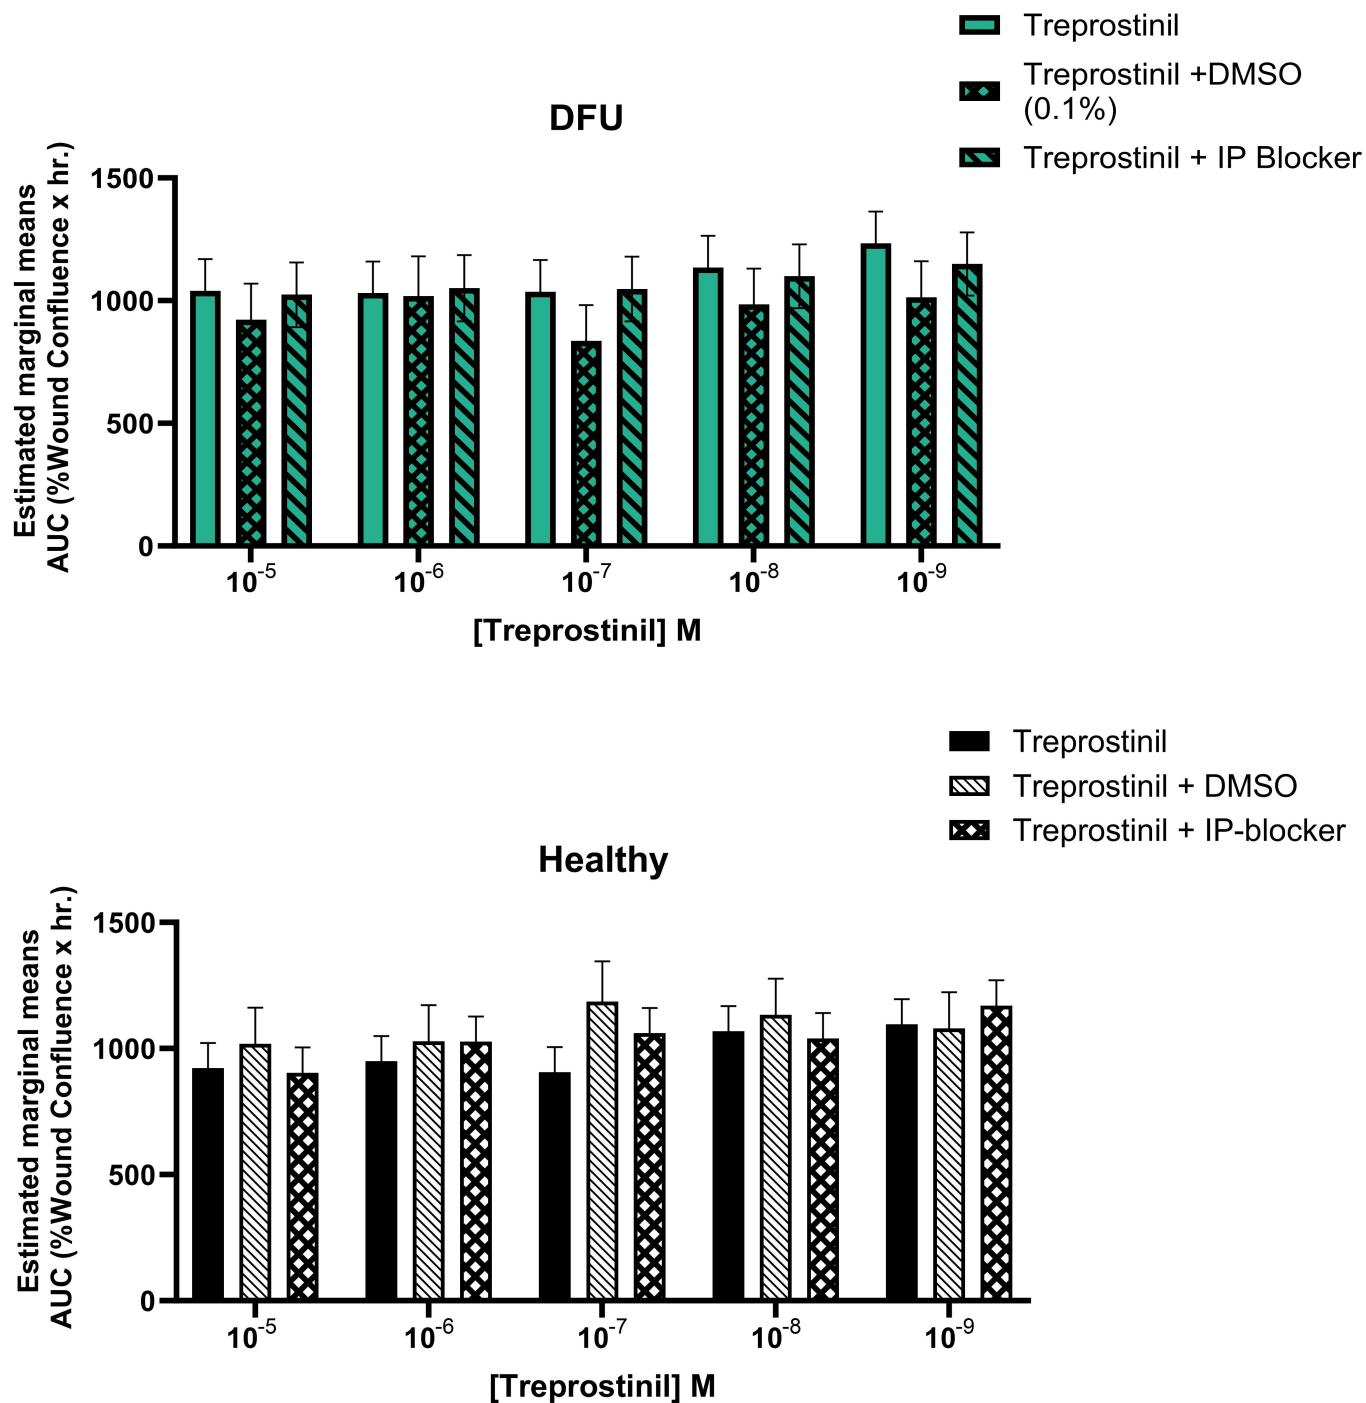 Treprostinil
Treprostinil +DMSO
(0.1%)
Treprostinil + IP Blocker
DFU
Estimated marginal means
AUC (%Wound Confluence x hr.)
1500
1000
500
0
10-5 10-6 10-7 10-8 10-9
[Treprostinil] M
Treprostinil
Treprostinil + DMSO
Treprostinil + IP-blocker
Healthy
Estimated marginal means
AUC (%Wound Confluence x hr.)
1500
1000
500
0
10-5 10-6 10-7 10-8 10-9
[Treprostinil] M